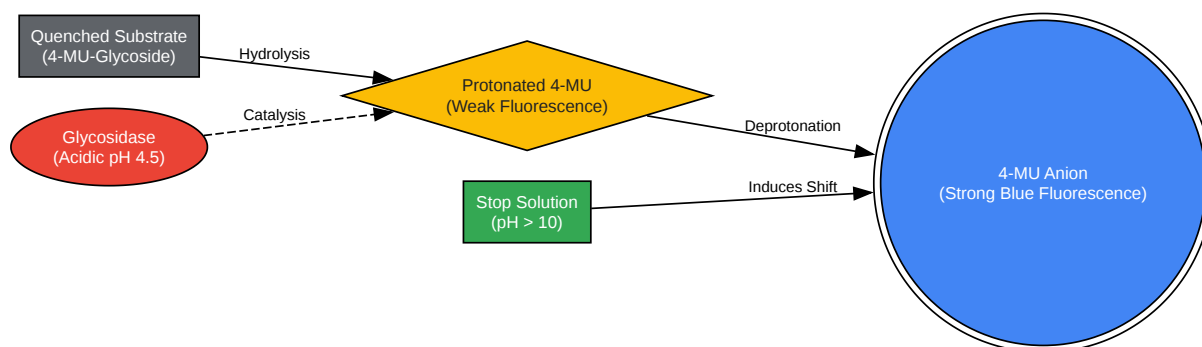 Quenched Substrate
(4-MU-Glycoside)
Hydrolysis
Glycosidase
(Acidic pH 4.5)
Catalysis
Protonated 4-MU
(Weak Fluorescence)
Deprotonation
Stop Solution
(pH > 10)
Induces Shift
4-MU Anion
(Strong Blue Fluorescence)